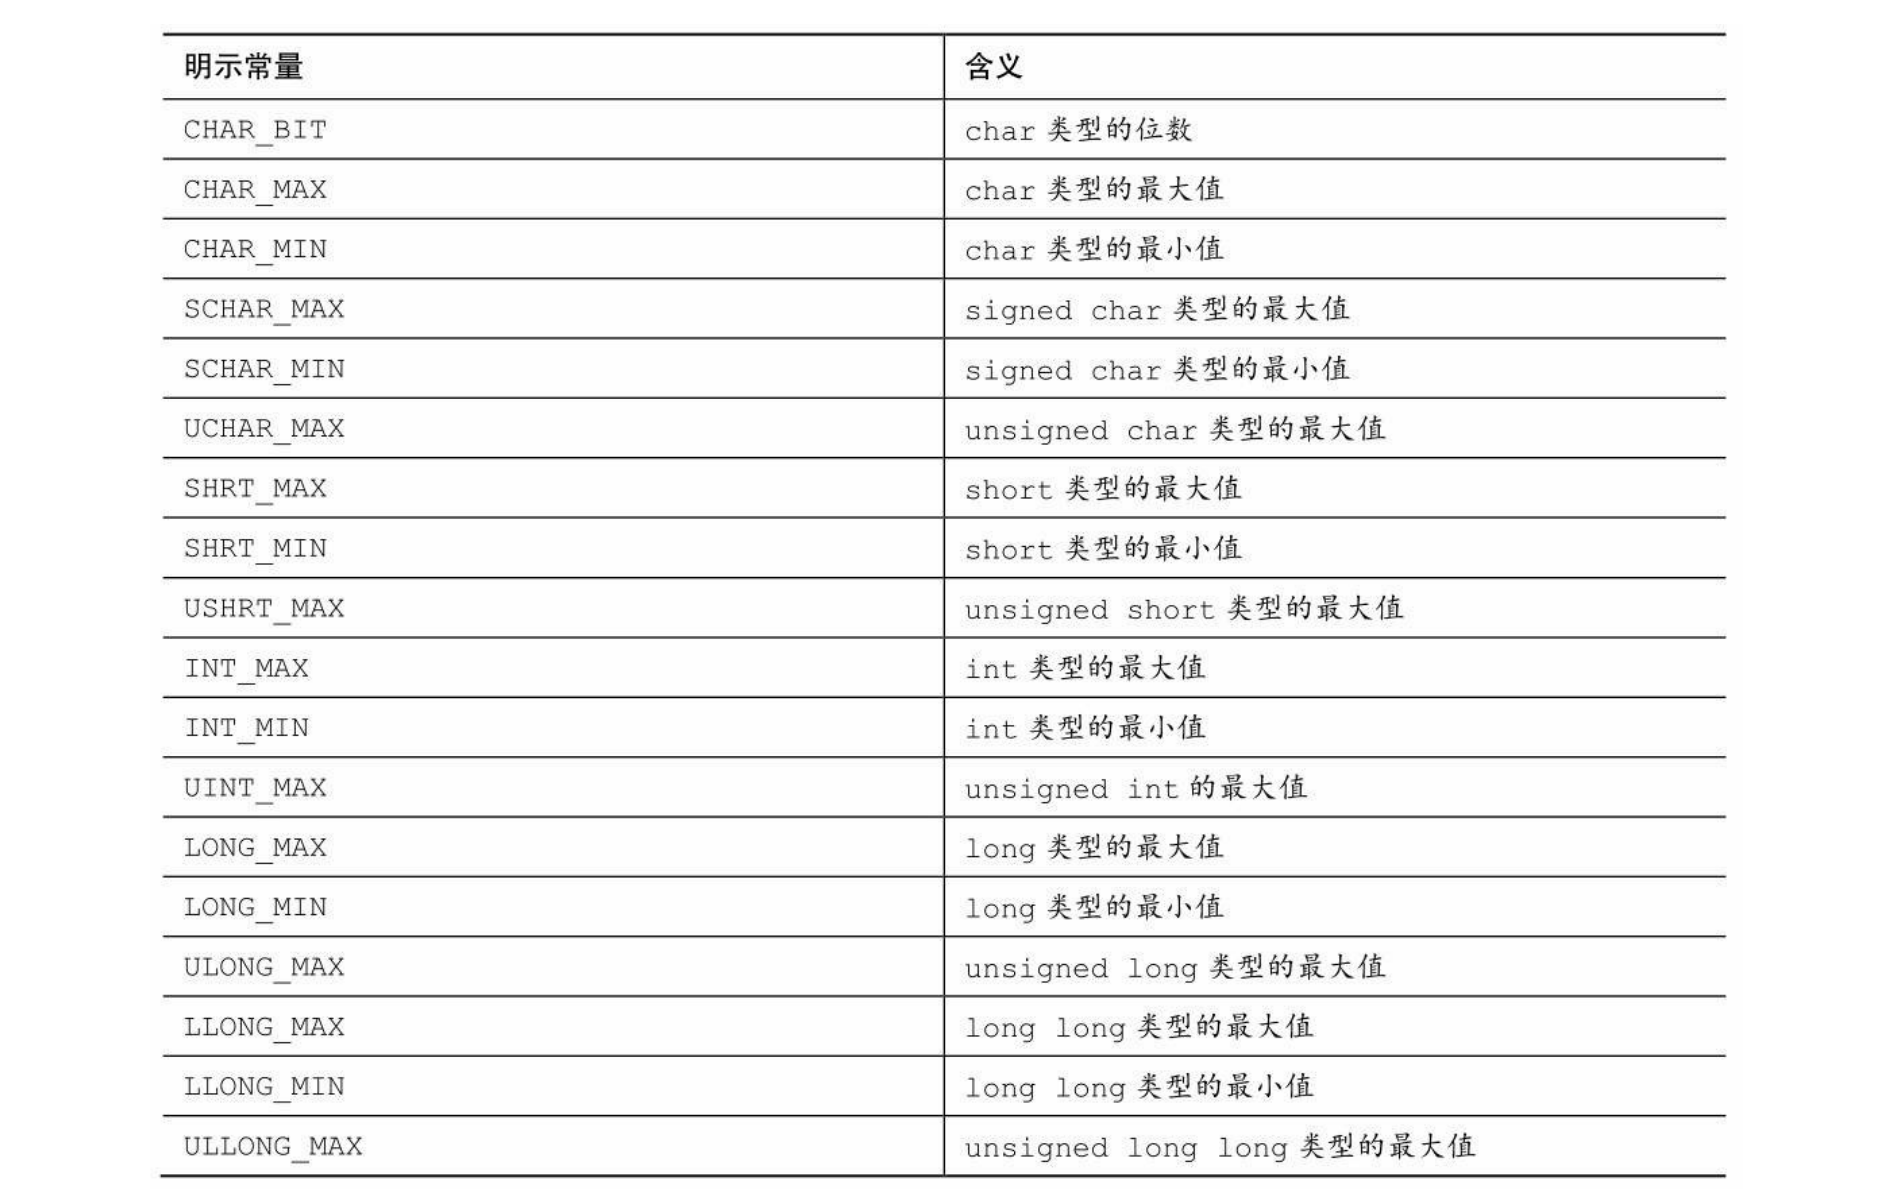 明示常量 含义
CHAR_BIT char 类型的位数
CHAR_MAX char 类型的最大值
CHAR_MIN char 类型的最小值
SCHAR_MAX signed char 类型的最大值
SCHAR_MIN signed char 类型的最小值
UCHAR_MAX unsigned char 类型的最大值
SHRT_MAX short 类型的最大值
SHRT_MIN short 类型的最小值
USHRT_MAX unsigned short 类型的最大值
INT_MAX int 类型的最大值
INT_MIN int 类型的最小值
UINT_MAX unsigned int 的最大值
LONG_MAX long 类型的最大值
LONG_MIN long 类型的最小值
ULONG_MAX unsigned long 类型的最大值
LLONG_MAX long long 类型的最大值
LLONG_MIN long long 类型的最小值
ULLONG_MAX unsigned long long 类型的最大值